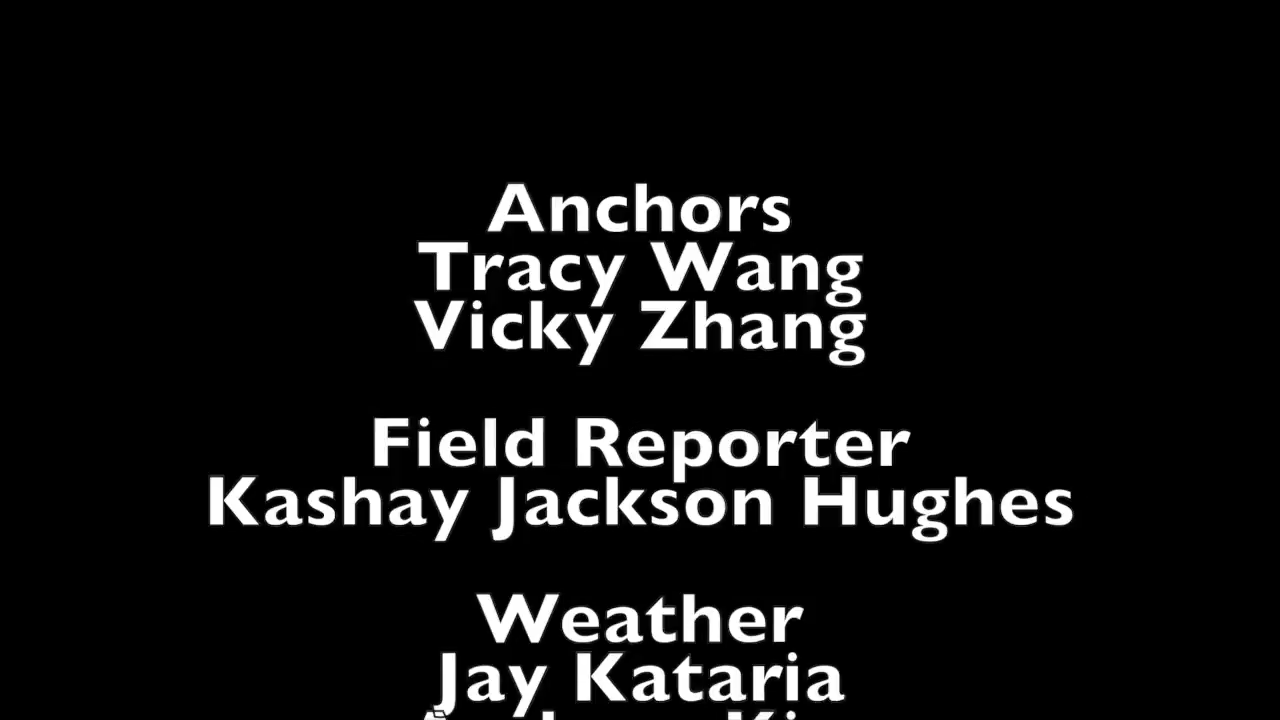 Anchors
Tracy Wang
Vicky Zhang
Field Reporter
Kashay Jackson Hughes
Weather
Jay Kataria